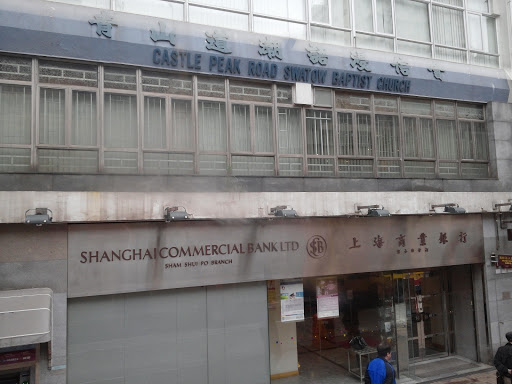 青山道潮語浸信會
CASTLE PEAK ROAD SWATOW BAPTIST CHURCH
SHANGHAI COMMERCIAL BANK LTD 上海商業銀行
SHAM SHUI PO BRANCH